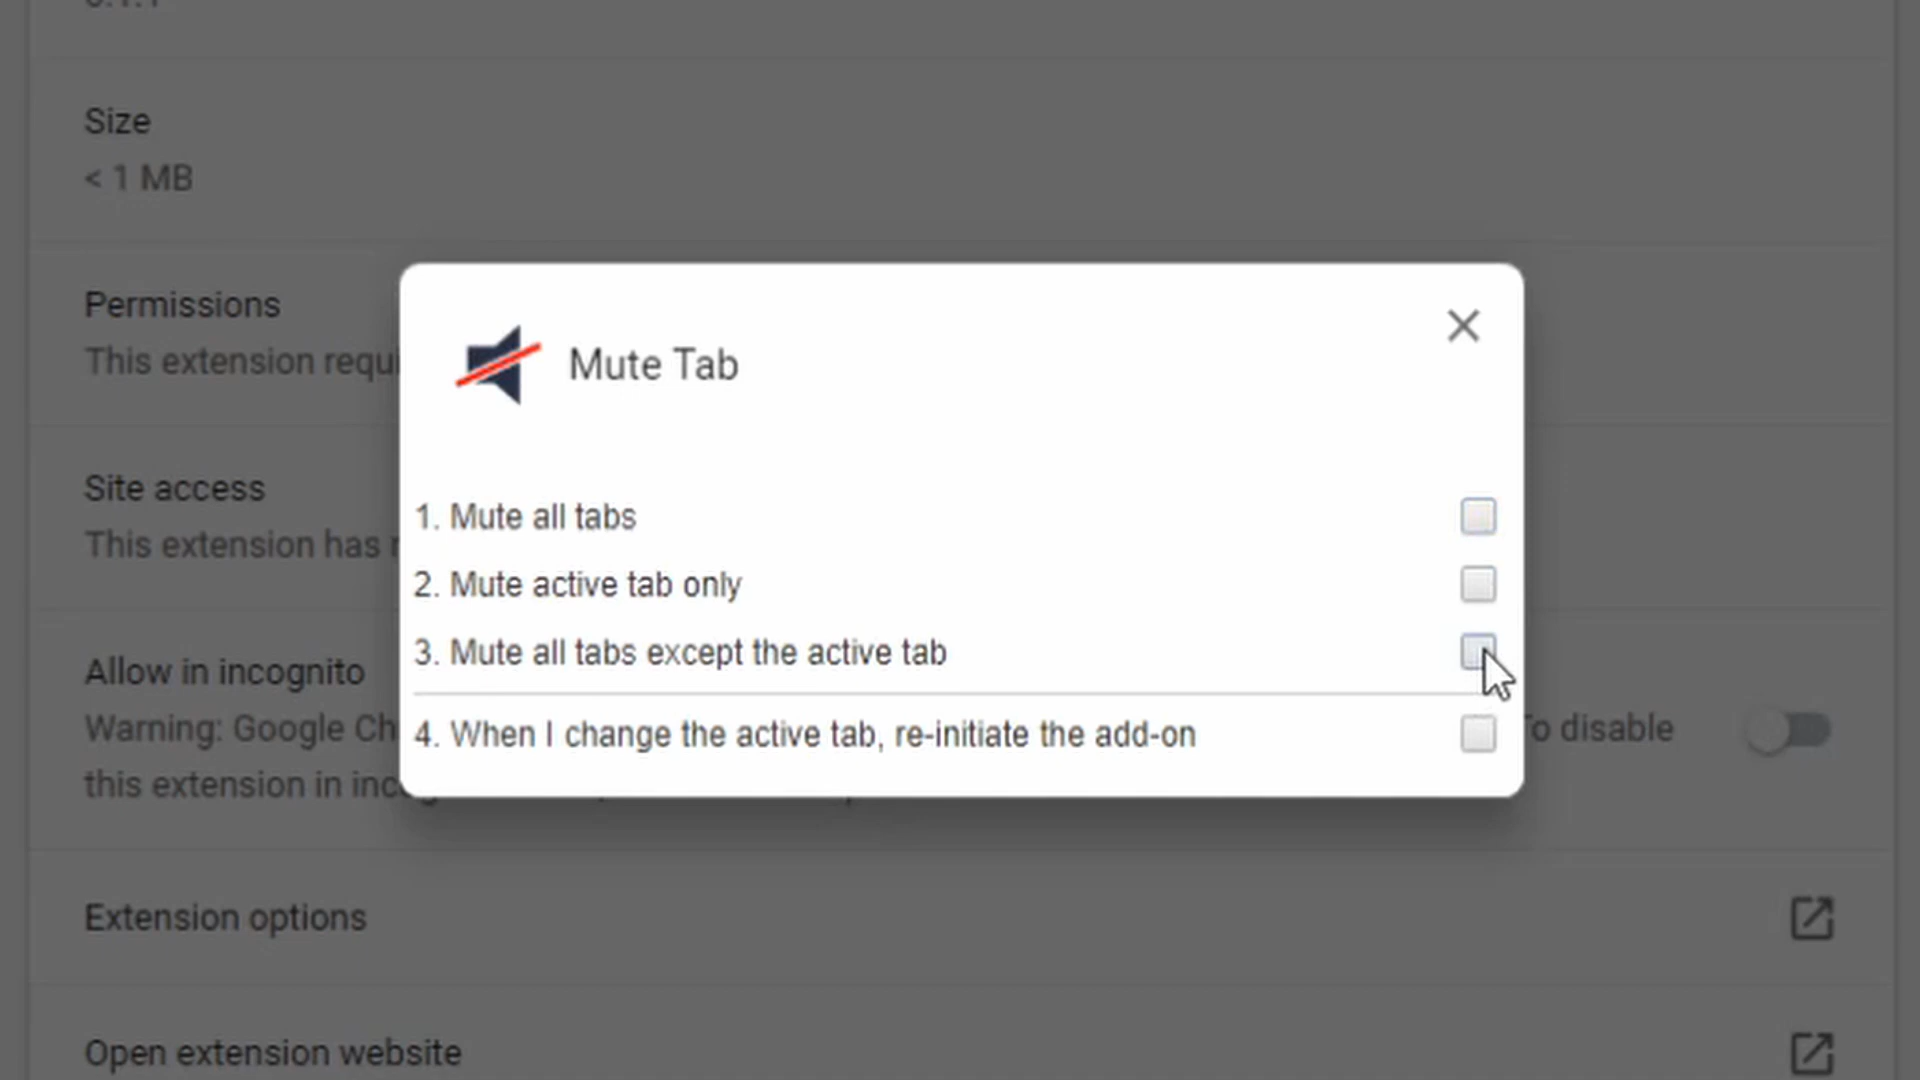 Size
< 1 MB
Permissions
This extension requi
Site access
This extension has
Allow in incognito
Warning: Google Ch
To disable
this extension in
Mute Tab
1. Mute all tabs
2. Mute active tab only
3. Mute all tabs except the active tab
4. When I change the active tab, re-initiate the add-on
Extension options
Open extension website